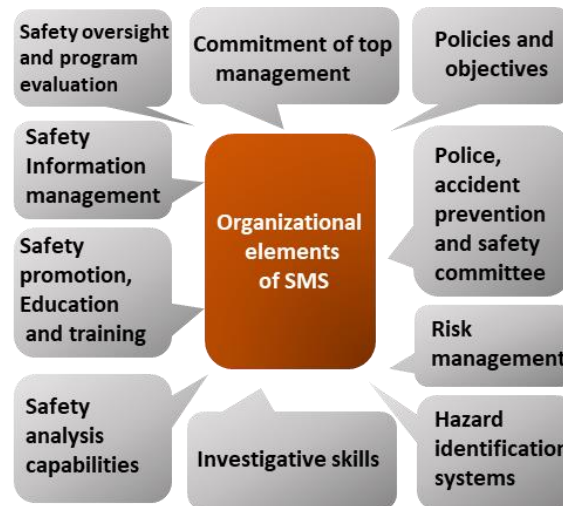 Safety oversight
and program
evaluation
Commitment of top
management
Policies and
objectives
Safety
Information
management
Organizational
elements
of SMS
Police,
accident
prevention
and safety
committee
Safety
promotion,
Education
and training
Risk
management
Safety
analysis
capabilities
Investigative skills
Hazard
identification
systems